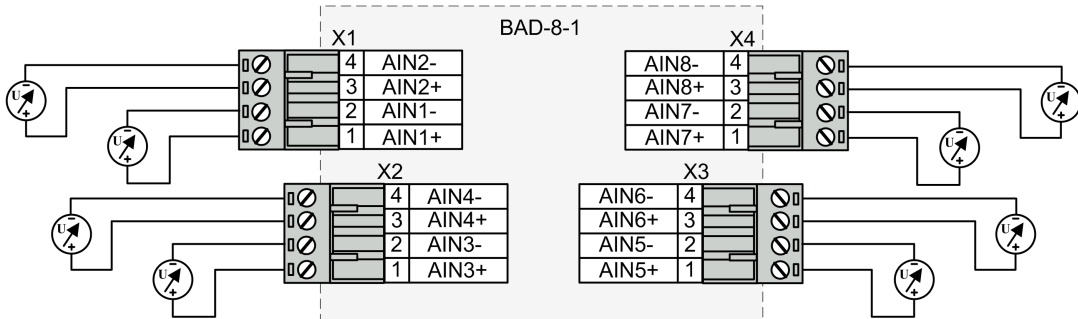 BAD-8-1
X1
4 AIN2-
3 AIN2+
2 AIN1-
1 AIN1+
X4
AIN8- 4
AIN8+ 3
AIN7- 2
AIN7+ 1
X2
4 AIN4-
3 AIN4+
2 AIN3-
1 AIN3+
X3
AIN6- 4
AIN6+ 3
AIN5- 2
AIN5+ 1
U - +
U - +
U - +
U - +
U - +
U - +
U - +
U - +